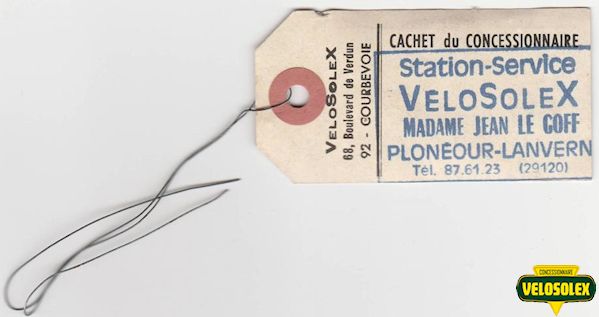 VELOSOLEX
68, Boulevard de Verdun
92 - COURBEVOIE
CACHET du CONCESSIONNAIRE
Station-Service
VELOSOLEX
MADAME JEAN LE GOFF
PLONÉOUR-LANVERN
Tél. 87.61.23 (29120)
CONCESSIONNAIRE
VELOSOLEX